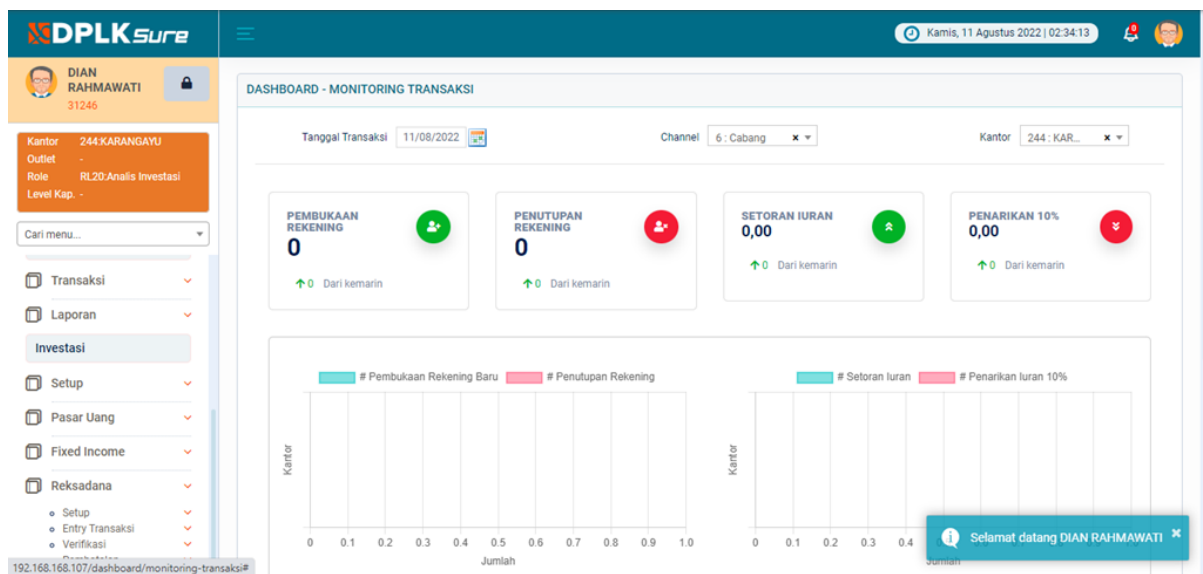 DPLKSure
Kamis, 11 Agustus 2022 | 02:34:13
DIAN
RAHMAWATI
31246
Kantor 244:KARANGAYU
Outlet -
Role RL20:Analis Investasi
Level Kap. -
Cari menu...
Transaksi
Laporan
Investasi
Setup
Pasar Uang
Fixed Income
Reksadana
Setup
Entry Transaksi
Verifikasi
192.168.168.107/dashboard/monitoring-transaksi#
DASHBOARD - MONITORING TRANSAKSI
Tanggal Transaksi 11/08/2022
Channel 6 : Cabang × 
Kantor 244 : KAR... ×
PEMBUKAAN
REKENING
0
0 Dari kemarin
PENUTUPAN
REKENING
0
0 Dari kemarin
SETORAN IURAN
0,00
0 Dari kemarin
PENARIKAN 10%
0,00
0 Dari kemarin
# Pembukaan Rekening Baru # Penutupan Rekening
Kantor
0 0.1 0.2 0.3 0.4 0.5 0.6 0.7 0.8 0.9 1.0
Jumlah
# Setoran Iuran # Penarikan Iuran 10%
Kantor
0 0.1 0.2 0.3 0.4
Jumlah
Selamat datang DIAN RAHMAWATI ×